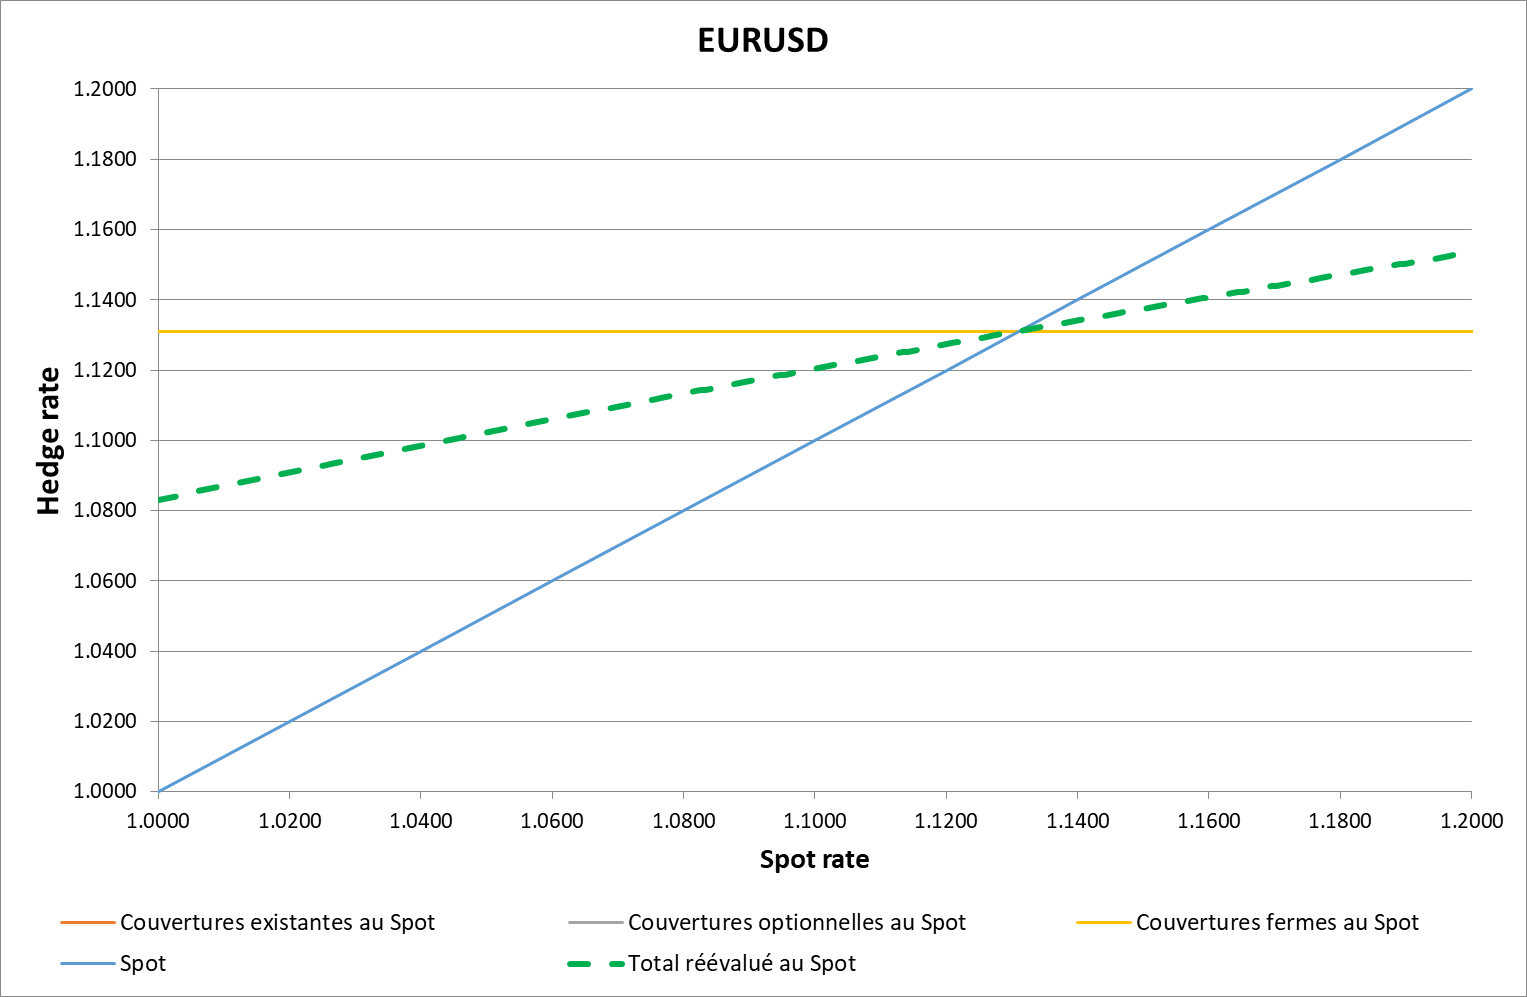 EURUSD
1.2000
1.1800
1.1600
1.1400
1.1200
1.1000
1.0800
1.0600
1.0400
1.0200
1.0000
Hedge rate
1.0000 1.0200 1.0400 1.0600 1.0800 1.1000 1.1200 1.1400 1.1600 1.1800 1.2000
Spot rate
Couvertures existantes au Spot Couvertures optionnelles au Spot Couvertures fermes au Spot
Spot Total réévalué au Spot